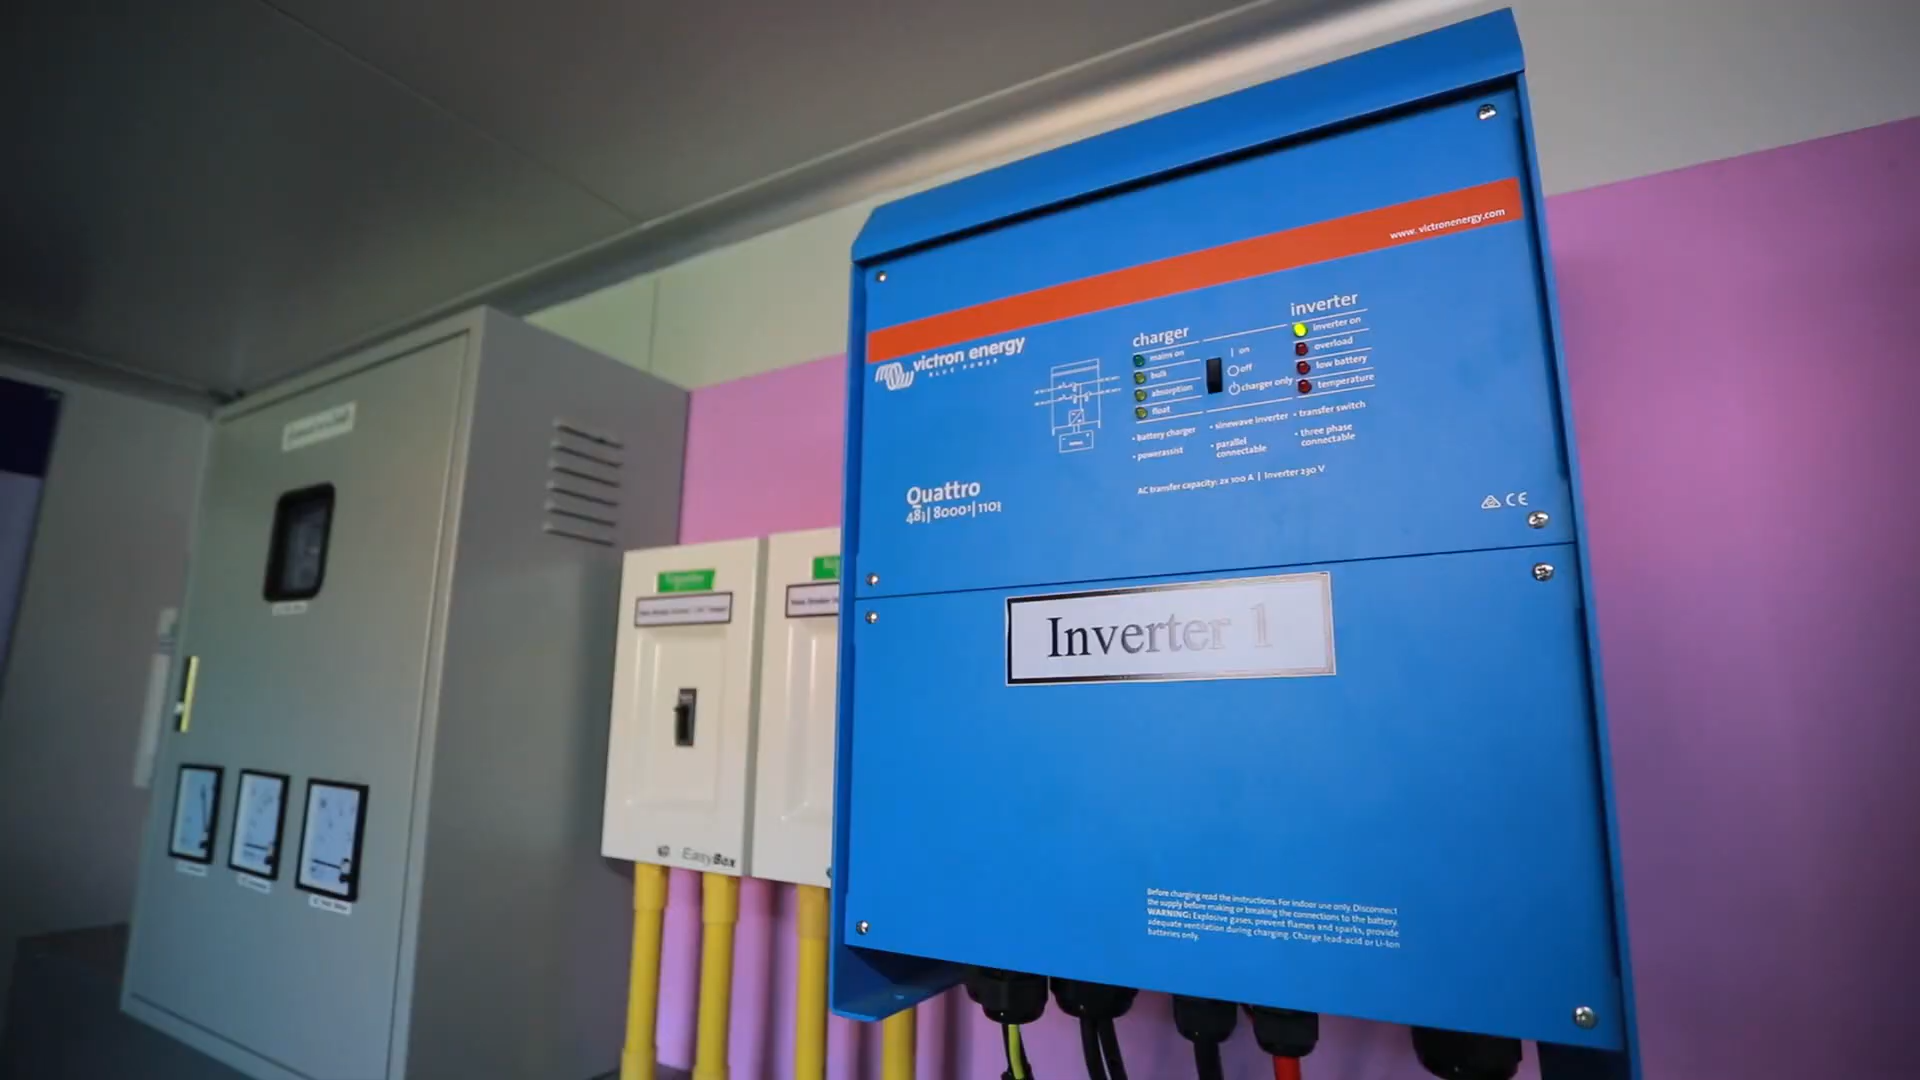 www. victronenergy.com
victron energy
BLUE POWER
charger
mains on
bulk
absorption
float
on
off
charger only
inverter
inverter on
overload
low battery
temperature
• battery charger
• powerassist
• sinewave inverter
• parallel
connectable
• transfer switch
• three phase
connectable
AC transfer capacity: 2x 100 A | Inverter 230 V
Quattro
48 | 8000 | 110
CE
Schneider
EasyBox
Inverter 1
Before charging read the instructions. For indoor use only. Disconnect
the supply before making or breaking the connections to the battery.
WARNING: Explosive gases, prevent flames and sparks, provide
adequate ventilation during charging. Charge lead-acid or Li-Ion
batteries only.